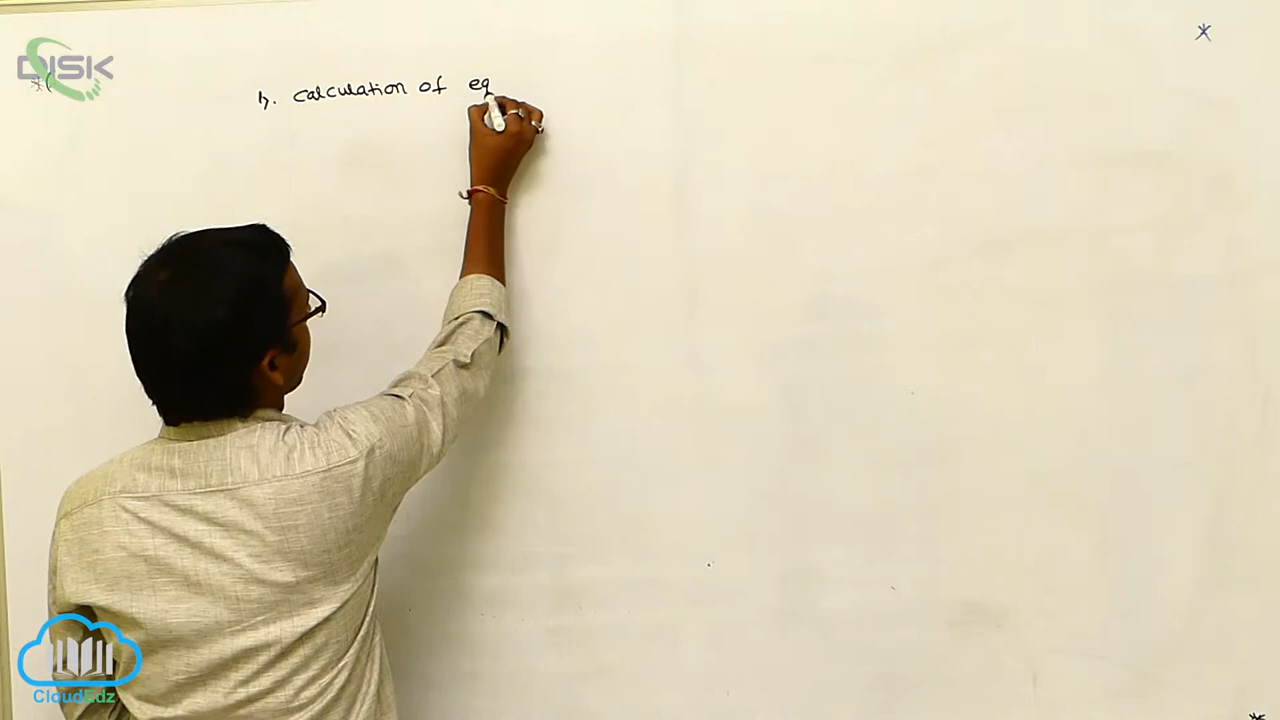 DISK
1). calculation of eq
CloudEdz